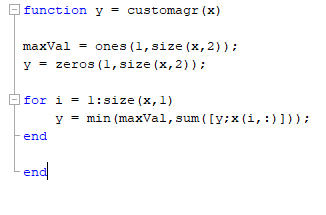 function y = customagr(x)
maxVal = ones(1,size(x,2));
y = zeros(1,size(x,2));
for i = 1:size(x,1)
y = min(maxVal,sum([y;x(i,:)]));
end
end